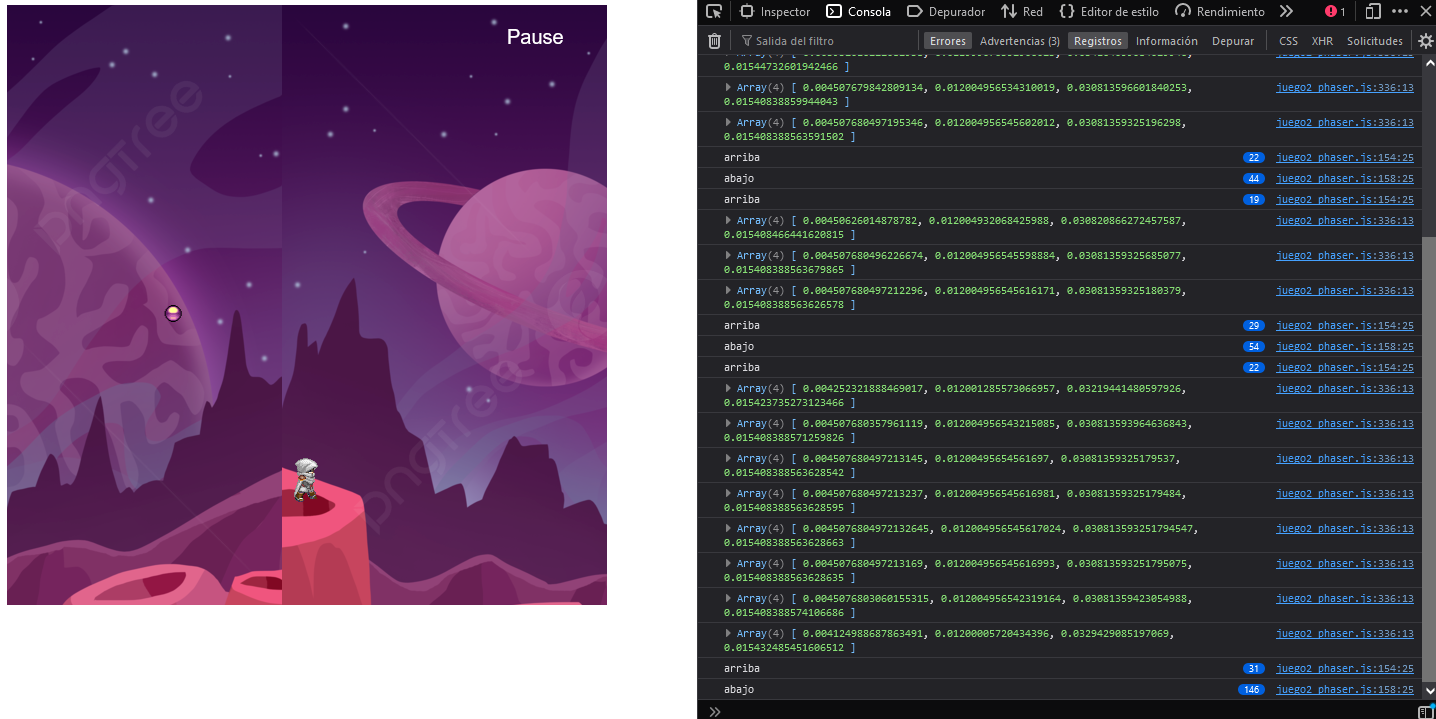 Pause
pngtree
pngtree
Inspector Consola Depurador Red Editor de estilo Rendimiento 1
Salida del filtro Errores Advertencias (3) Registros Información Depurar CSS XHR Solicitudes
0.01544732601942466 ]
Array(4) [ 0.004507679842809134, 0.012004956534310019, 0.030813596601840253, juego2_phaser.js:336:13
0.01540838859944043 ]
Array(4) [ 0.004507680497195346, 0.012004956545602012, 0.03081359325196298, juego2_phaser.js:336:13
0.015408388563591502 ]
arriba 22 juego2_phaser.js:154:25
abajo 44 juego2_phaser.js:158:25
arriba 19 juego2_phaser.js:154:25
Array(4) [ 0.00450626014878782, 0.012004932068425988, 0.030820866272457587, juego2_phaser.js:336:13
0.015408466441620815 ]
Array(4) [ 0.004507680496226674, 0.012004956545598884, 0.03081359325685077, juego2_phaser.js:336:13
0.015408388563679865 ]
Array(4) [ 0.004507680497212296, 0.012004956545616171, 0.03081359325180379, juego2_phaser.js:336:13
0.015408388563626578 ]
arriba 29 juego2_phaser.js:154:25
abajo 54 juego2_phaser.js:158:25
arriba 22 juego2_phaser.js:154:25
Array(4) [ 0.004252321888469017, 0.012001285573066957, 0.03219441480597926, juego2_phaser.js:336:13
0.015423735273123466 ]
Array(4) [ 0.004507680357961119, 0.012004956543215085, 0.03081393964636843, juego2_phaser.js:336:13
0.015408388571259826 ]
Array(4) [ 0.004507680497213145, 0.01200495654561697, 0.03081359325179537, juego2_phaser.js:336:13
0.015408388563628542 ]
Array(4) [ 0.004507680497213237, 0.012004956545616981, 0.03081359325179484, juego2_phaser.js:336:13
0.015408388563628595 ]
Array(4) [ 0.0045076804972132645, 0.012004956545617024, 0.030813593251794547, juego2_phaser.js:336:13
0.015408388563628663 ]
Array(4) [ 0.004507680497213169, 0.012004956545616993, 0.030813593251795075, juego2_phaser.js:336:13
0.015408388563628635 ]
Array(4) [ 0.0045076803060155315, 0.012004956542319164, 0.03081359423054988, juego2_phaser.js:336:13
0.015408388574106686 ]
Array(4) [ 0.004124988687863491, 0.01200005720434396, 0.0329429085197069, juego2_phaser.js:336:13
0.015432485451606512 ]
arriba 31 juego2_phaser.js:154:25
abajo 146 juego2_phaser.js:158:25